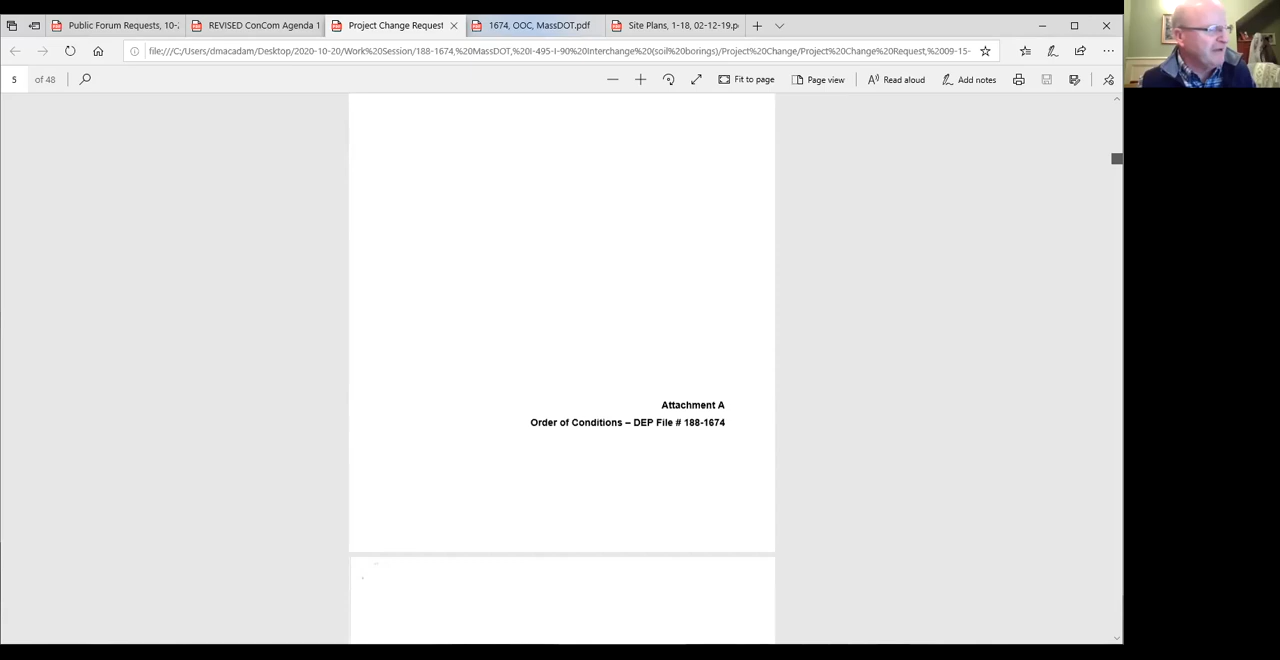 Public Forum Requests, 10-
REVISED ConCom Agenda 1
Project Change Request
1674, OOC, MassDOT.pdf
Site Plans, 1-18, 02-12-19.p
file:///C:/Users/dmacadam/Desktop/2020-10-20/Work%20Session/188-1674,%20MassDOT,%20I-495-I-90%20Interchange%20(soil%20borings)/Project%20Change/Project%20Change%20Request,%2009-15-
5 of 48
Fit to page
Page view
Read aloud
Add notes
Attachment A
Order of Conditions – DEP File # 188-1674